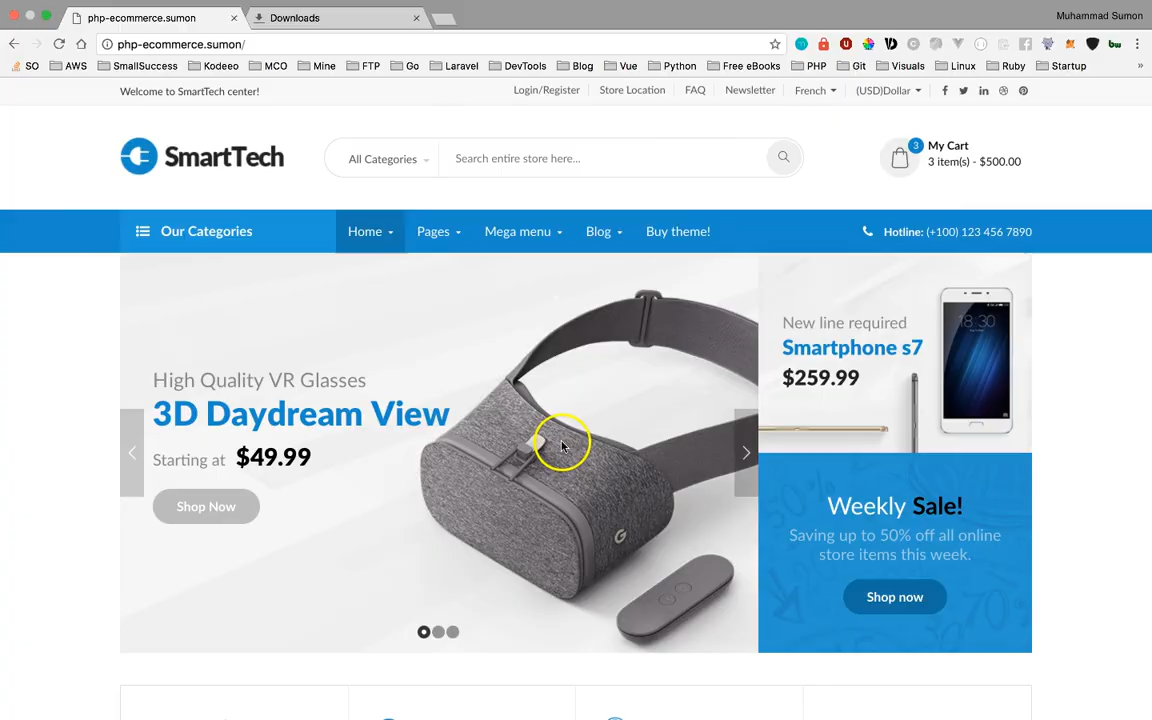 php-ecommerce.sumon
Downloads
Muhammad Sumon
php-ecommerce.sumon/
SO
AWS
SmallSuccess
Kodeeo
MCO
Mine
FTP
Go
Laravel
DevTools
Blog
Vue
Python
Free eBooks
PHP
Git
Visuals
Linux
Ruby
Startup
»
Welcome to SmartTech center!
Login/Register
Store Location
FAQ
Newsletter
French
(USD)Dollar
SmartTech
All Categories
Search entire store here...
3
My Cart
3 item(s) - $500.00
Our Categories
Home
Pages
Mega menu
Blog
Buy theme!
Hotline: (+100) 123 456 7890
High Quality VR Glasses
3D Daydream View
Starting at $49.99
Shop Now
G
New line required
Smartphone s7
$259.99
18:30
Weekly Sale!
Saving up to 50% off all online
store items this week.
Shop now